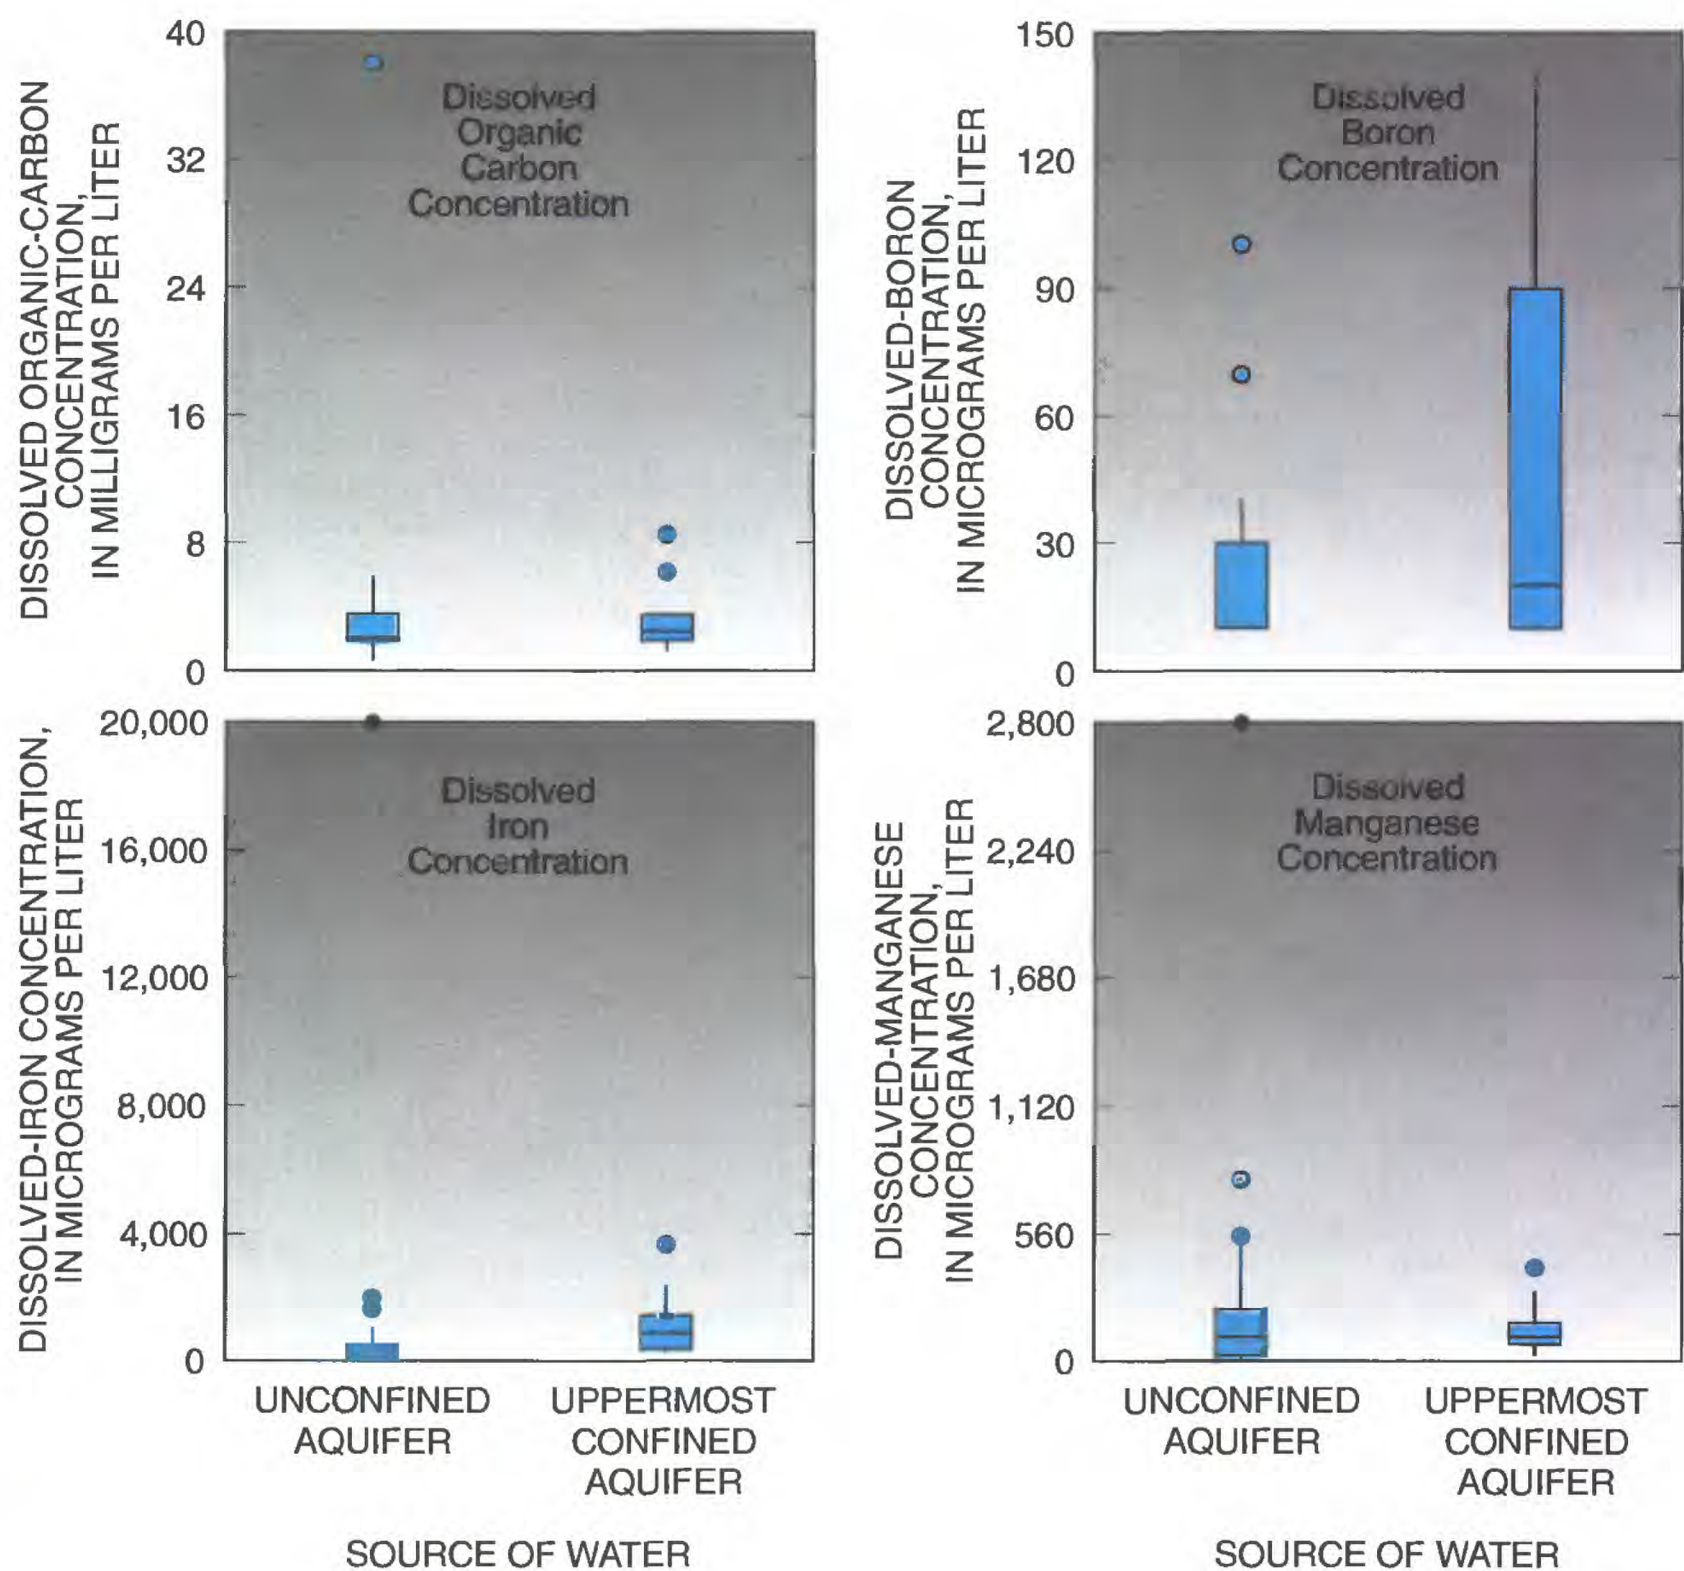 DISSOLVED ORGANIC-CARBON
CONCENTRATION,
IN MILLIGRAMS PER LITER
40
32
24
16
8
0
Dissolved
Organic
Carbon
Concentration
DISSOLVED-BORON
CONCENTRATION,
IN MICROGRAMS PER LITER
150
120
90
60
30
0
Dissolved
Boron
Concentration
DISSOLVED-IRON CONCENTRATION,
IN MICROGRAMS PER LITER
20,000
16,000
12,000
8,000
4,000
0
Dissolved
Iron
Concentration
UNCONFINED
AQUIFER
UPPERMOST
CONFINED
AQUIFER
SOURCE OF WATER
DISSOLVED-MANGANESE
CONCENTRATION,
IN MICROGRAMS PER LITER
2,800
2,240
1,680
1,120
560
0
Dissolved
Manganese
Concentration
UNCONFINED
AQUIFER
UPPERMOST
CONFINED
AQUIFER
SOURCE OF WATER